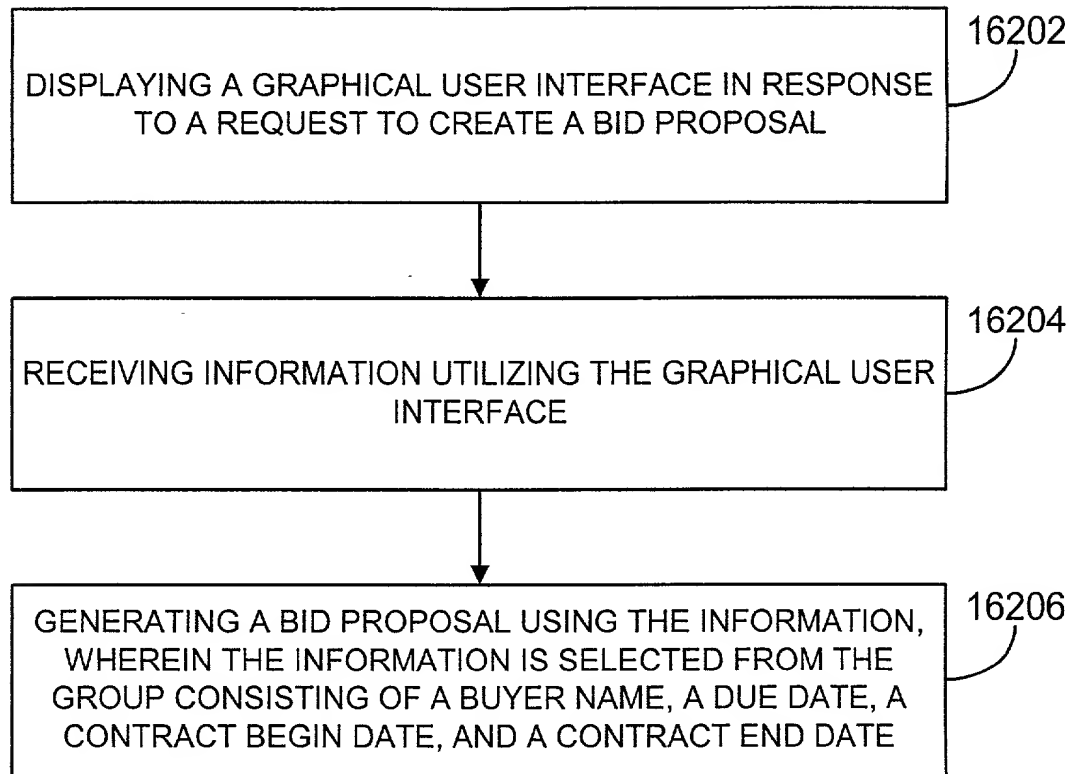 16202
DISPLAYING A GRAPHICAL USER INTERFACE IN RESPONSE
TO A REQUEST TO CREATE A BID PROPOSAL
16204
RECEIVING INFORMATION UTILIZING THE GRAPHICAL USER
INTERFACE
16206
GENERATING A BID PROPOSAL USING THE INFORMATION,
WHEREIN THE INFORMATION IS SELECTED FROM THE
GROUP CONSISTING OF A BUYER NAME, A DUE DATE, A
CONTRACT BEGIN DATE, AND A CONTRACT END DATE